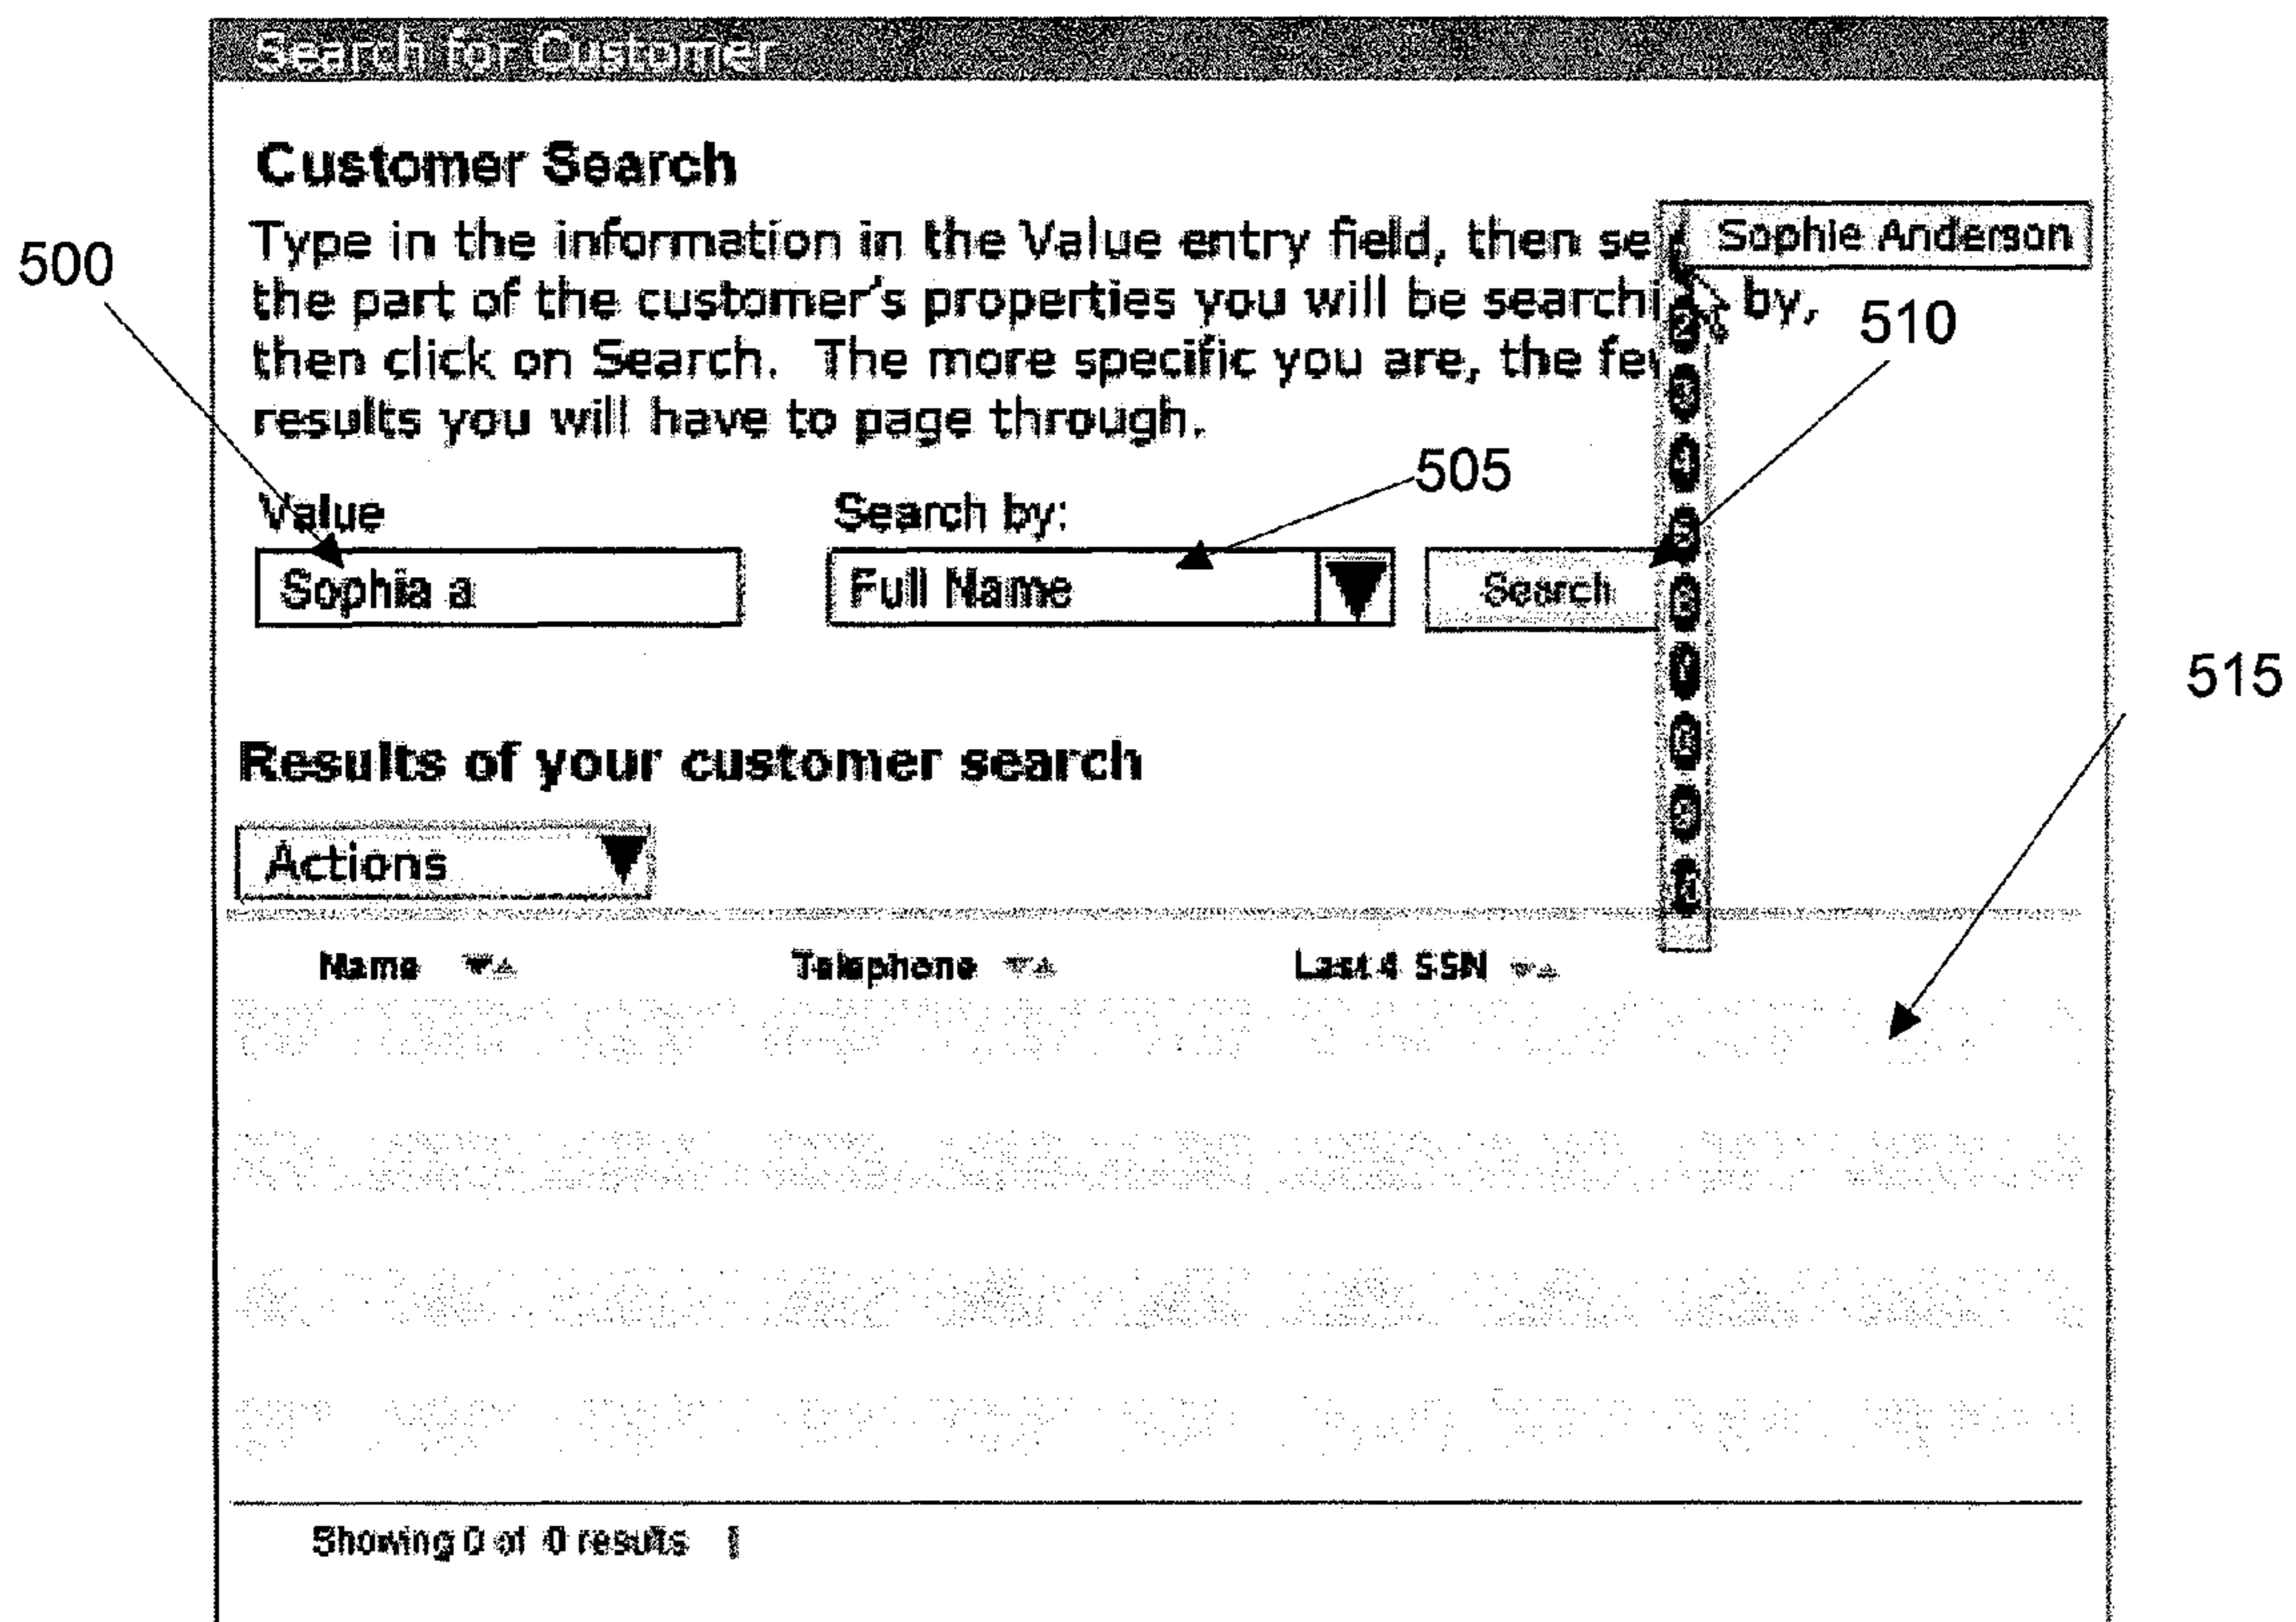 Search for Customer
Customer Search
Type in the information in the Value entry field, then se
Sophie Anderson
500
the part of the customer's properties you will be searchi by,
510
then click on Search. The more specific you are, the fe
results you will have to page through.
505
Value Search by:
Sophia a Full Name Search
515
Results of your customer search
Actions
Name Telephone Last 4 SSN
Showing 0 of 0 results |